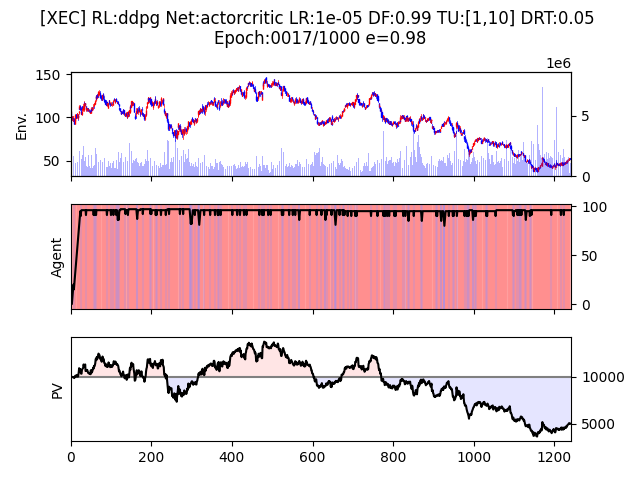 [XEC] RL:ddpg Net:actorcritic LR:1e-05 DF:0.99 TU:[1,10] DRT:0.05
Epoch:0017/1000 e=0.98
1e6
150
100
50
Env.
5
0
Agent
100
50
0
PV
10000
5000
0 200 400 600 800 1000 1200